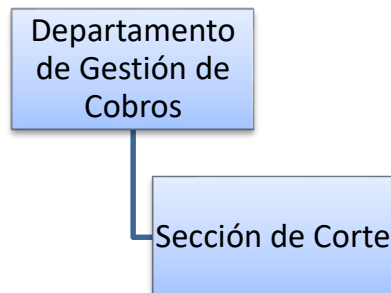 Departamento
de Gestión de
Cobros
Sección de Corte